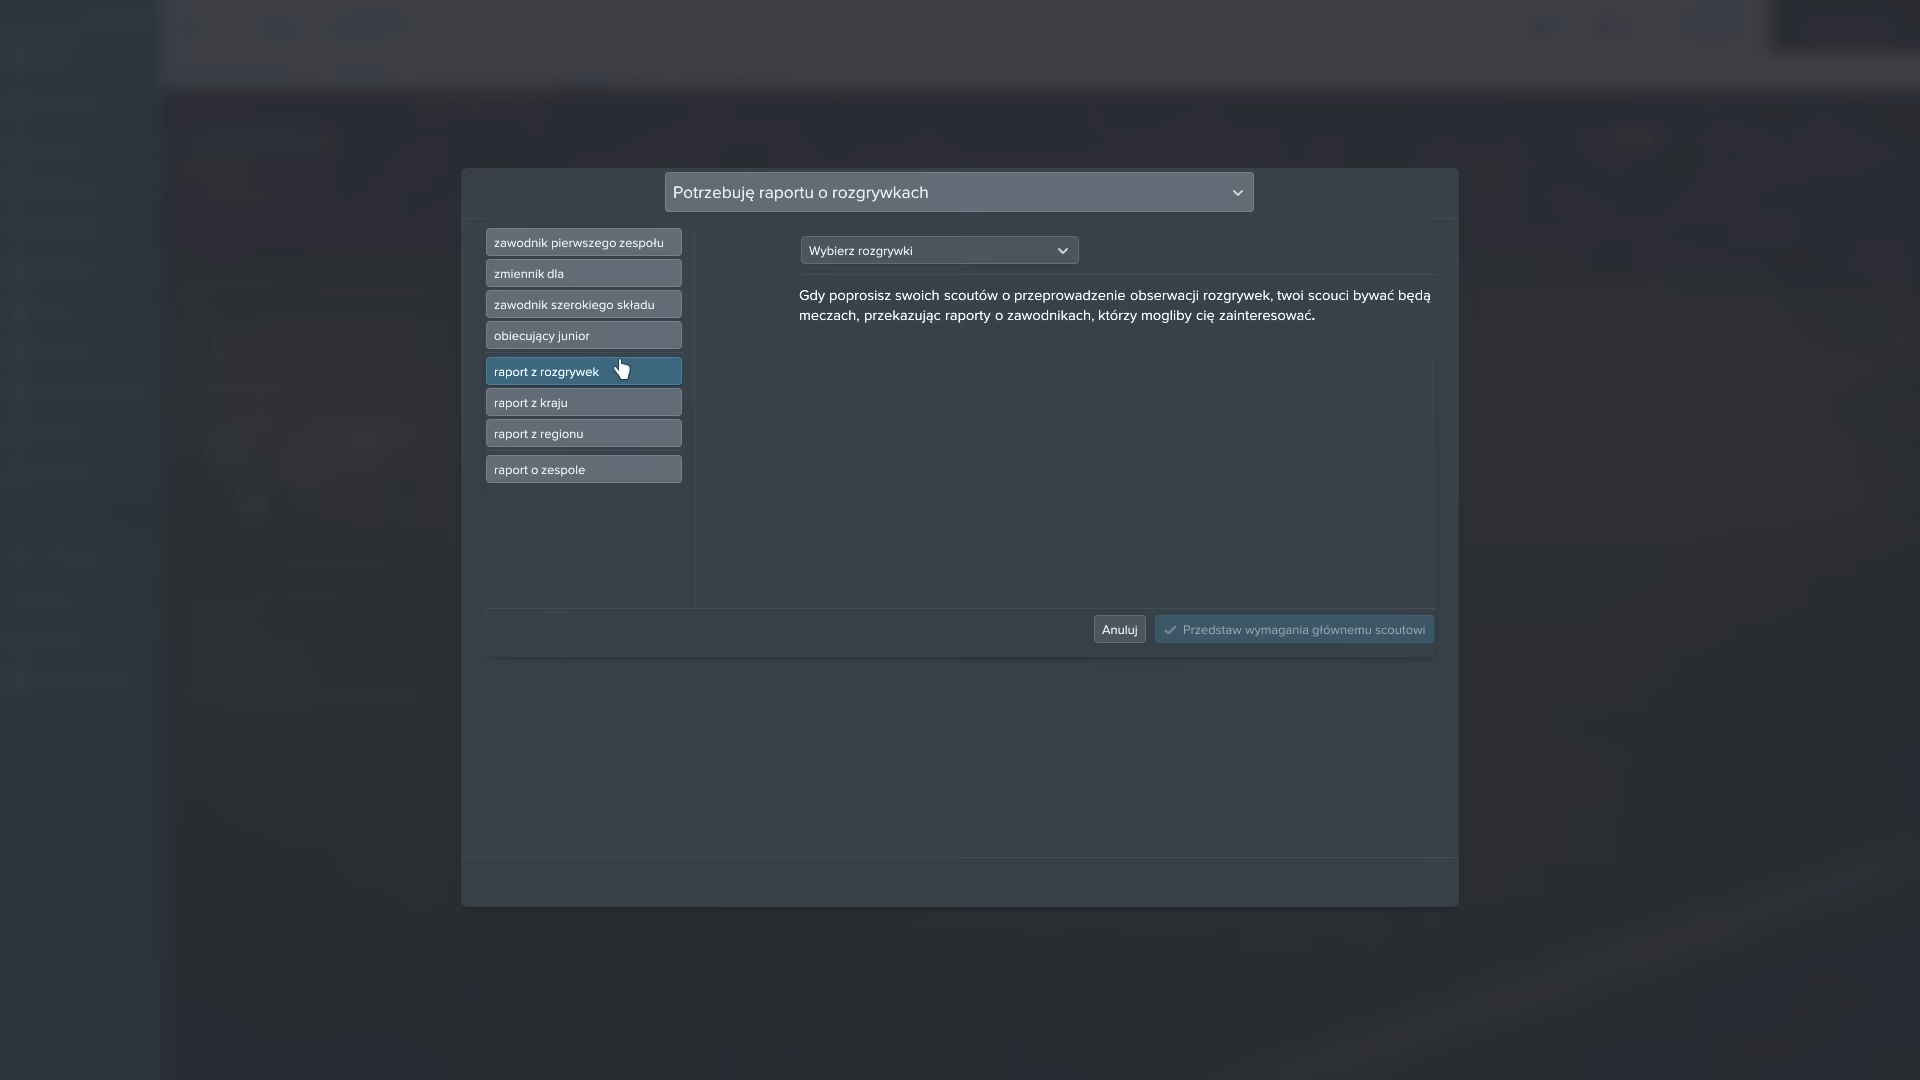 Potrzebuję raportu o rozgrywkach
zawodnik pierwszego zespołu
zmiennik dla
zawodnik szerokiego składu
obiecujący junior
raport z rozgrywek
raport z kraju
raport z regionu
raport o zespole
Wybierz rozgrywki
Gdy poprosisz swoich scoutów o przeprowadzenie obserwacji rozgrywek, twoi scouci bywać będą
meczach, przekazując raporty o zawodnikach, którzy mogliby cię zainteresować.
Anuluj
Przedstaw wymagania głównemu scoutowi